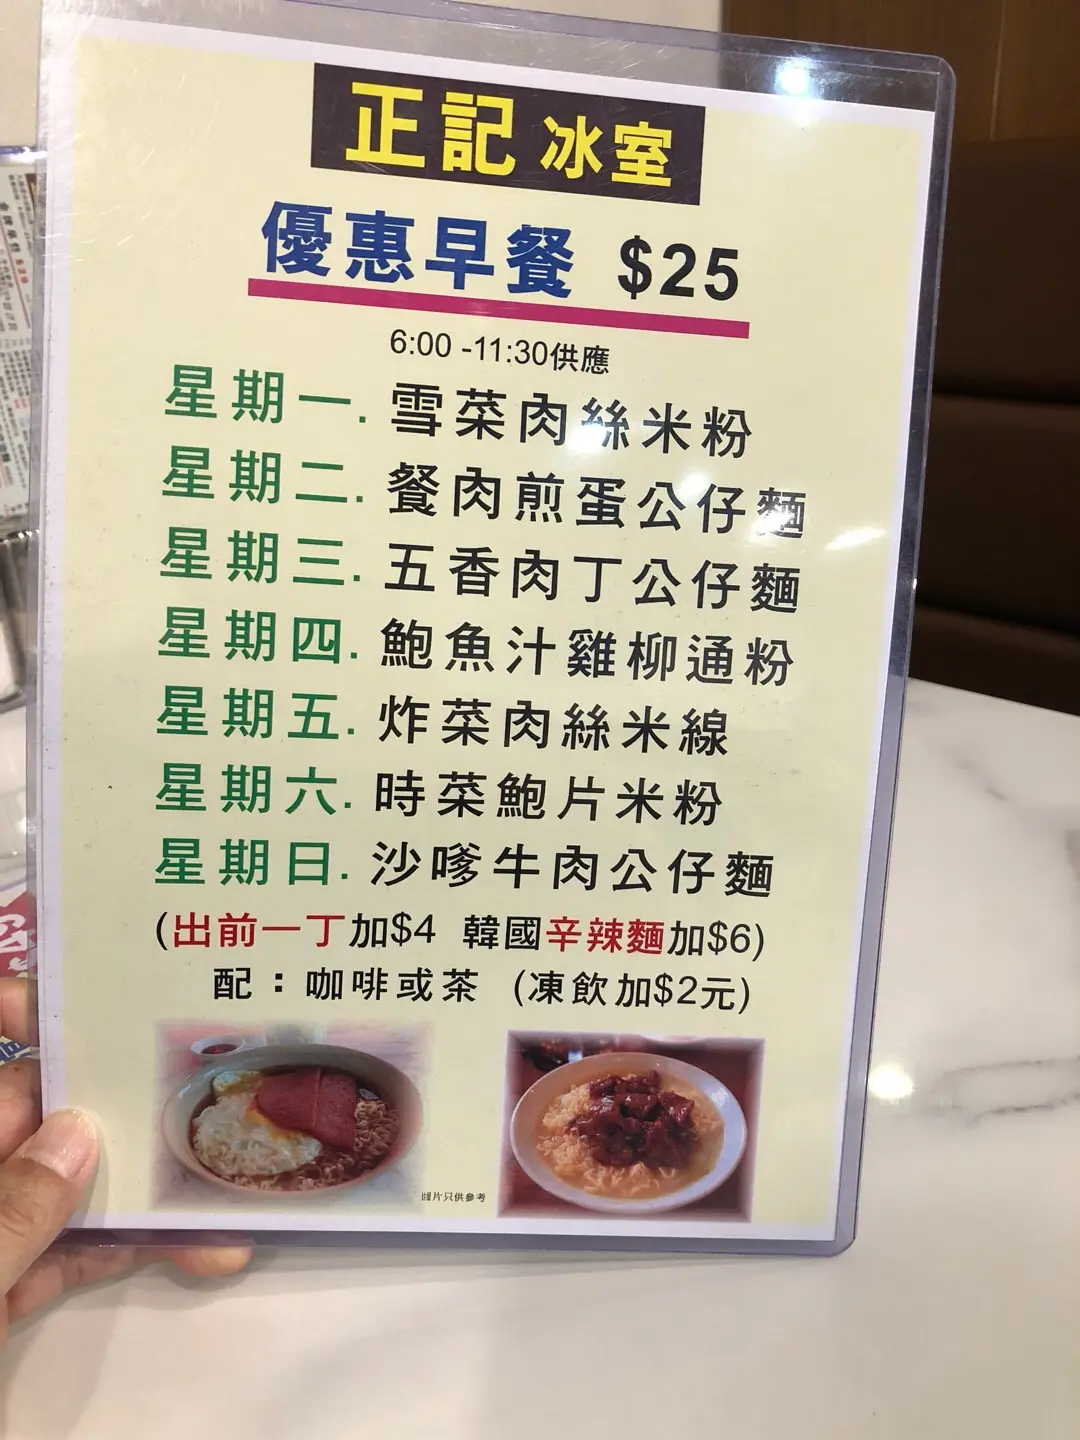 正記 冰室
優惠早餐 $25
6:00 -11:30供應
星期一. 雪菜肉絲米粉
星期二. 餐肉煎蛋公仔麵
星期三. 五香肉丁公仔麵
星期四. 鮑魚汁雞柳通粉
星期五. 炸菜肉絲米線
星期六. 時菜鮑片米粉
星期日. 沙嗲牛肉公仔麵
(出前一丁加$4 韓國辛辣麵加$6)
配：咖啡或茶 (凍飲加$2元)
圖片只供參考